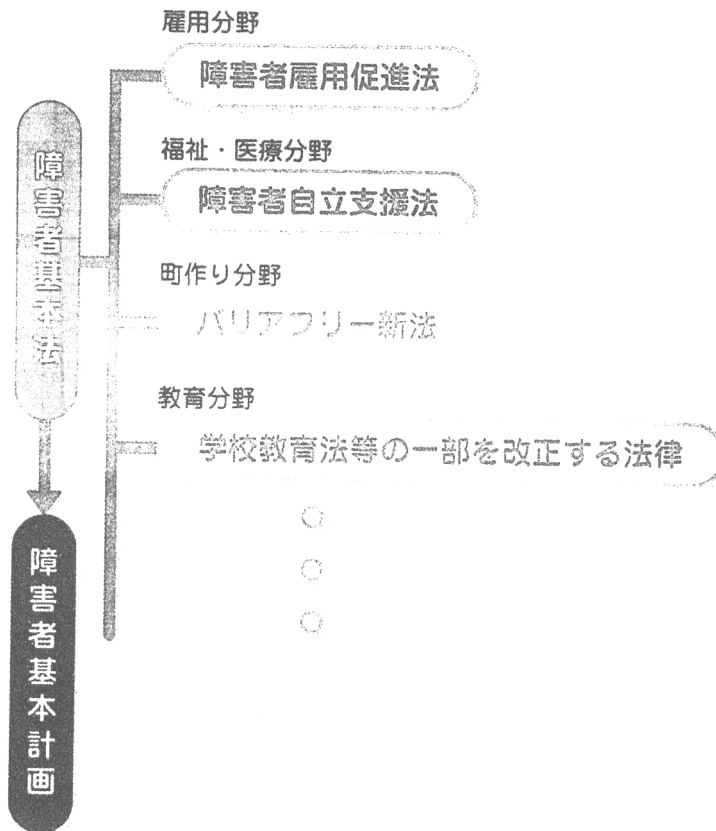 障害者基本法
雇用分野
障害者雇用促進法
福祉・医療分野
障害者自立支援法
町作り分野
バリアフリー新法
教育分野
学校教育法等の一部を改正する法律
障害者基本計画